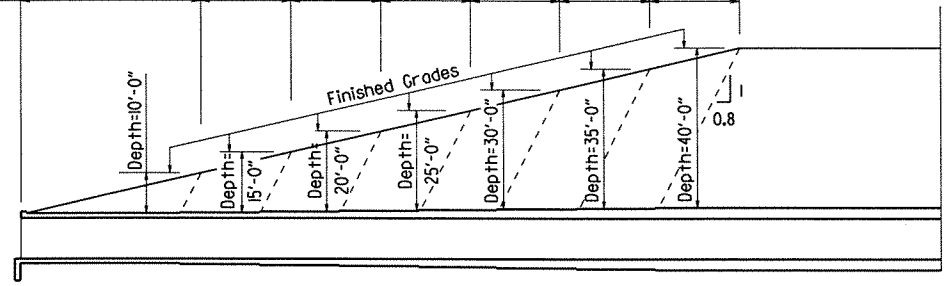 Finished Grades
Depth=10'-0"
Depth=
15'-0"
Depth=
20'-0"
Depth=
25'-0"
Depth=30'-0"
Depth=35'-0"
Depth=40'-0"
1
0.8